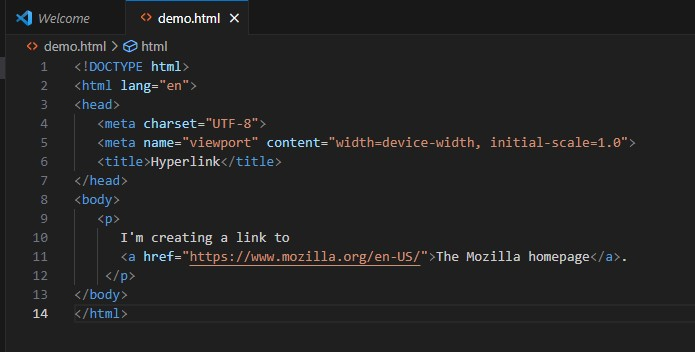 Welcome demo.html
demo.html > html
1 <!DOCTYPE html>
2 <html lang="en">
3 <head>
4 <meta charset="UTF-8">
5 <meta name="viewport" content="width=device-width, initial-scale=1.0">
6 <title>Hyperlink</title>
7 </head>
8 <body>
9 <p>
10 I'm creating a link to
11 <a href="https://www.mozilla.org/en-US/">The Mozilla homepage</a>.
12 </p>
13 </body>
14 </html>